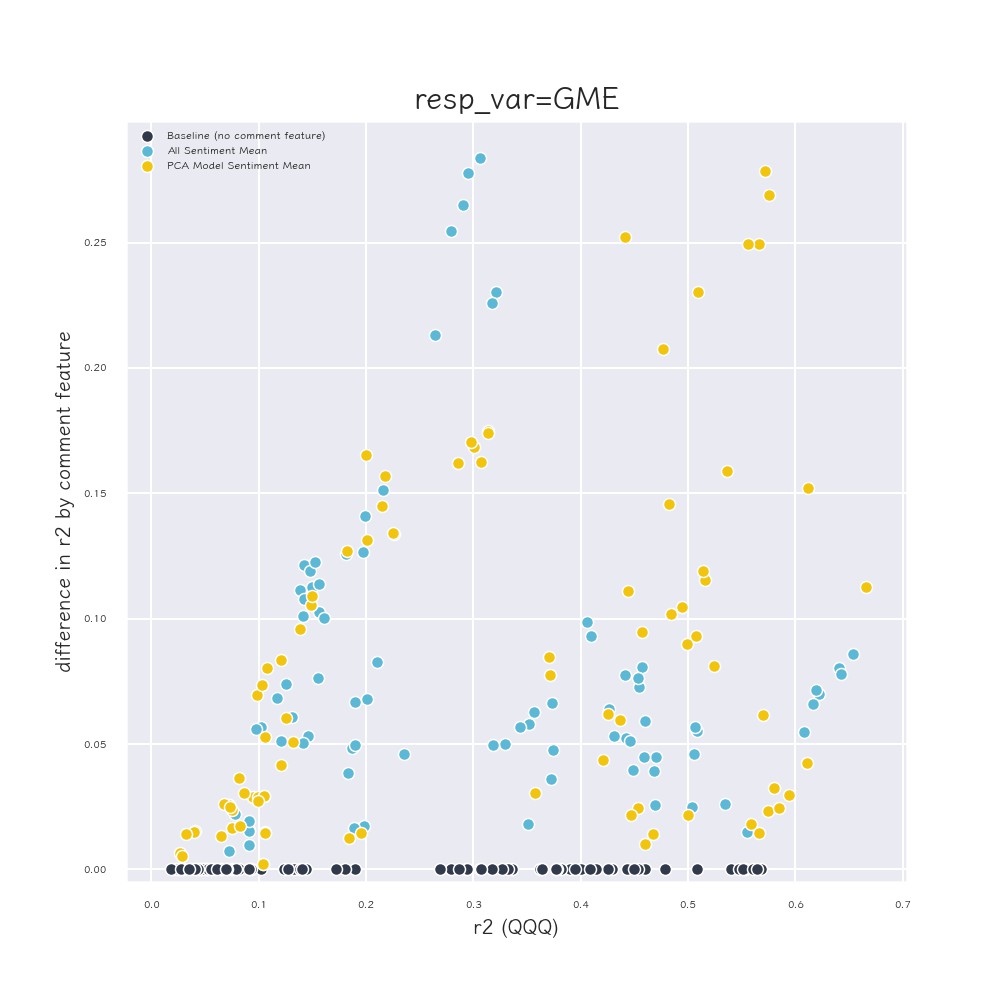 resp_var=GME
Baseline (no comment feature)
All Sentiment Mean
PCA Model Sentiment Mean
difference in r2 by comment feature
0.25
0.20
0.15
0.10
0.05
0.00
0.0 0.1 0.2 0.3 0.4 0.5 0.6 0.7
r2 (QQQ)